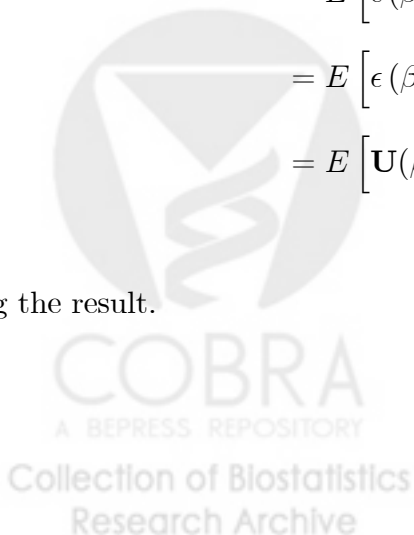 = E [ϵ (β
= E [U(β
g the result.
COBRA
A BEPRESS REPOSITORY
Collection of Biostatistics
Research Archive